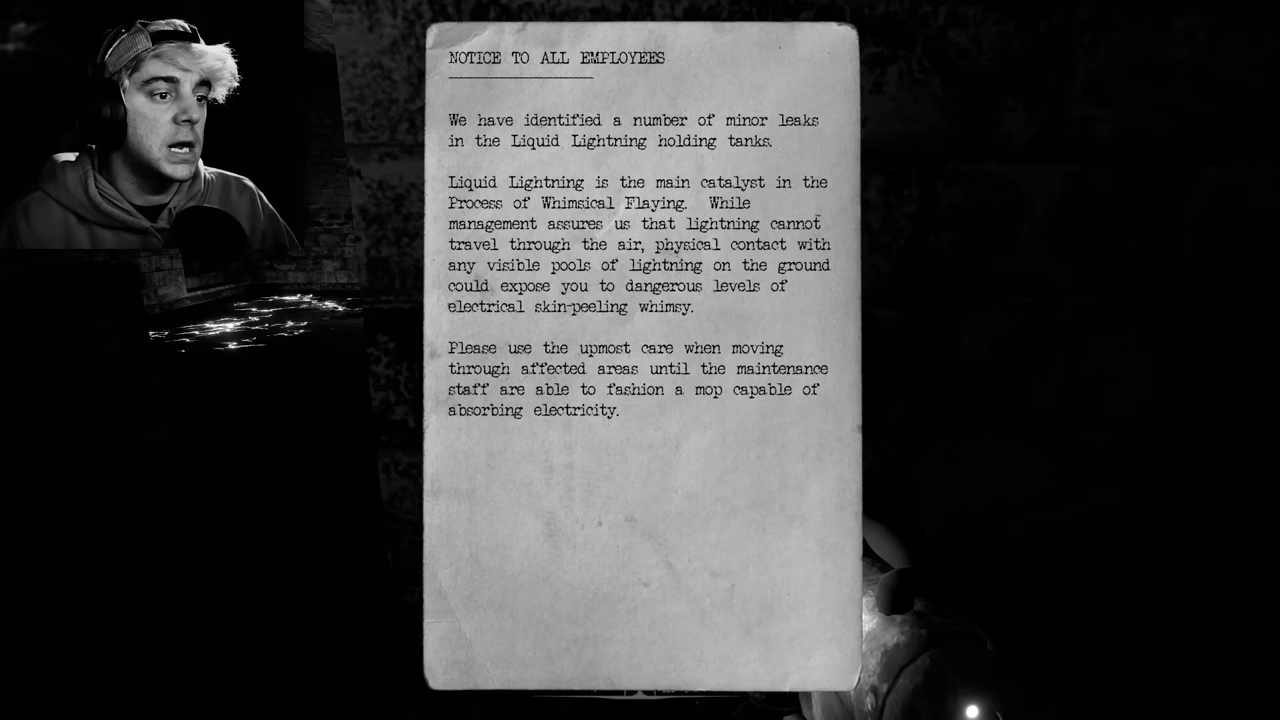 NOTICE TO ALL EMPLOYEES
We have identified a number of minor leaks
in the Liquid Lightning holding tanks.
Liquid Lightning is the main catalyst in the
Process of Whimsical Flaying. While
management assures us that lightning cannot
travel through the air, physical contact with
any visible pools of lightning on the ground
could expose you to dangerous levels of
electrical skin-peeling whimsy.
Please use the upmost care when moving
through affected areas until the maintenance
staff are able to fashion a mop capable of
absorbing electricity.